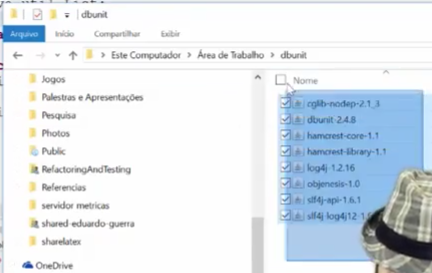 dbunit
Arquivo Início Compartilhar Exibir
Este Computador > Área de Trabalho > dbunit
Jogos
Palestras e Apresentações
Pesquisa
Photos
Public
RefactoringAndTesting
Referencias
servidor metricas
shared-eduardo-guerra
sharelatex
OneDrive
Nome
cglib-nodep-2.1_3
dbunit-2.4.8
hamcrest-core-1.1
hamcrest-library-1.1
log4j-1.2.16
objenesis-1.0
slf4j-api-1.6.1
slf4j-log4j12-1.